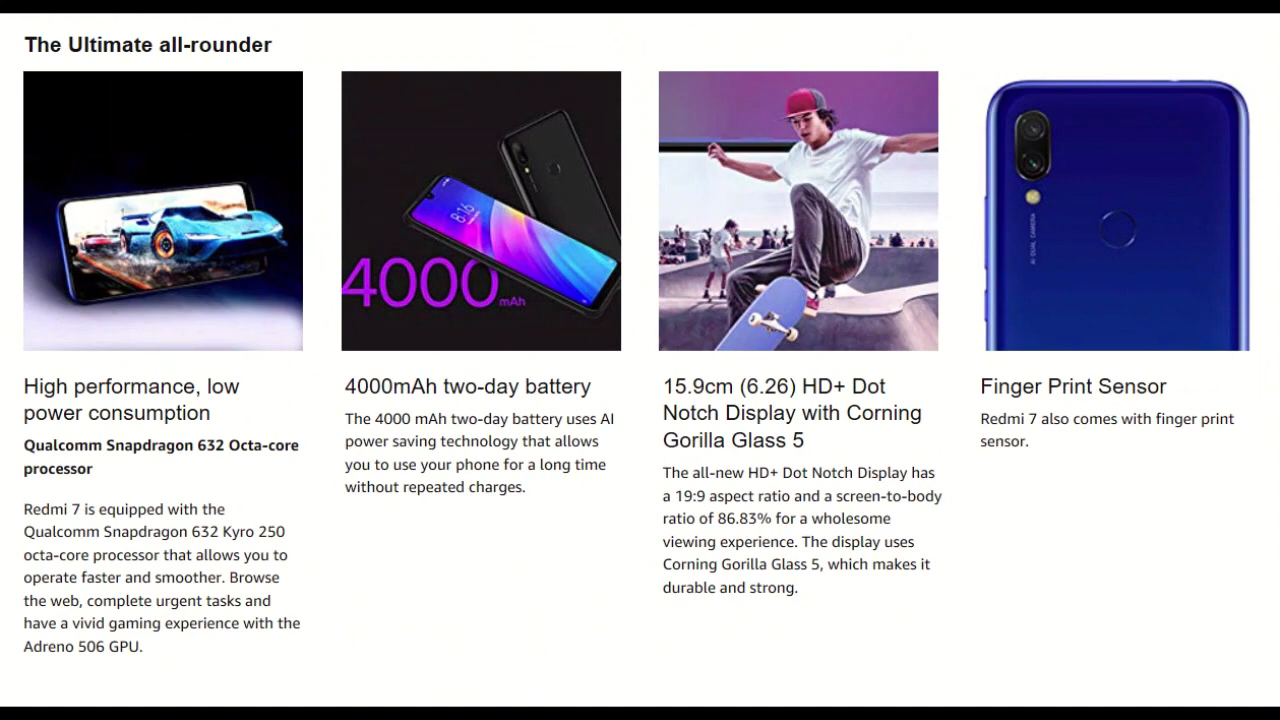 The Ultimate all-rounder
8:16
4000mAh
AI DUAL CAMERA
High performance, low
power consumption
Qualcomm Snapdragon 632 Octa-core
processor
Redmi 7 is equipped with the
Qualcomm Snapdragon 632 Kyro 250
octa-core processor that allows you to
operate faster and smoother. Browse
the web, complete urgent tasks and
have a vivid gaming experience with the
Adreno 506 GPU.
4000mAh two-day battery
The 4000 mAh two-day battery uses AI
power saving technology that allows
you to use your phone for a long time
without repeated charges.
15.9cm (6.26) HD+ Dot
Notch Display with Corning
Gorilla Glass 5
The all-new HD+ Dot Notch Display has
a 19:9 aspect ratio and a screen-to-body
ratio of 86.83% for a wholesome
viewing experience. The display uses
Corning Gorilla Glass 5, which makes it
durable and strong.
Finger Print Sensor
Redmi 7 also comes with finger print
sensor.